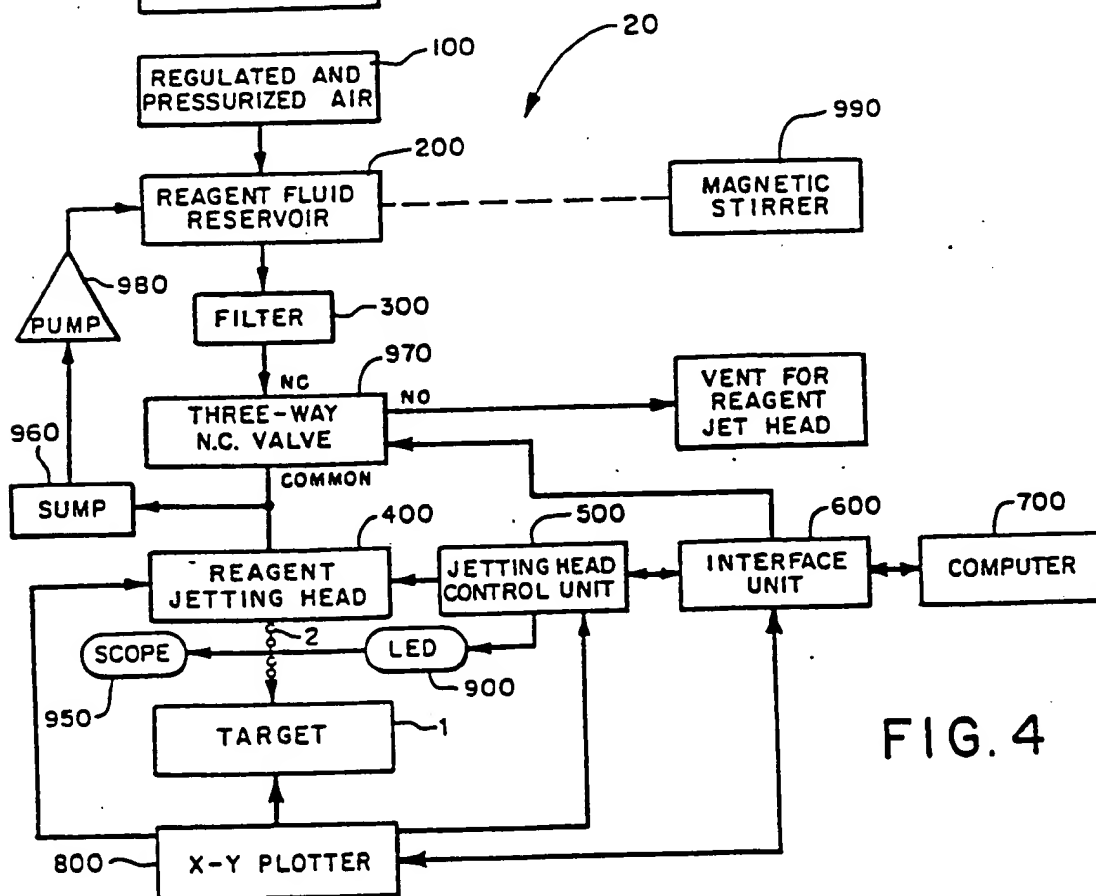 20
100
REGULATED AND
PRESSURIZED AIR
990
200
REAGENT FLUID
RESERVOIR
MAGNETIC
STIRRER
980
PUMP
300
FILTER
970
NC
NO
VENT FOR
REAGENT
JET HEAD
THREE-WAY
N.C. VALVE
960
COMMON
SUMP
400
500
600
700
REAGENT
JETTING HEAD
JETTING HEAD
CONTROL UNIT
INTERFACE
UNIT
COMPUTER
2
SCOPE
LED
950
900
TARGET
1
FIG. 4
800
X-Y PLOTTER